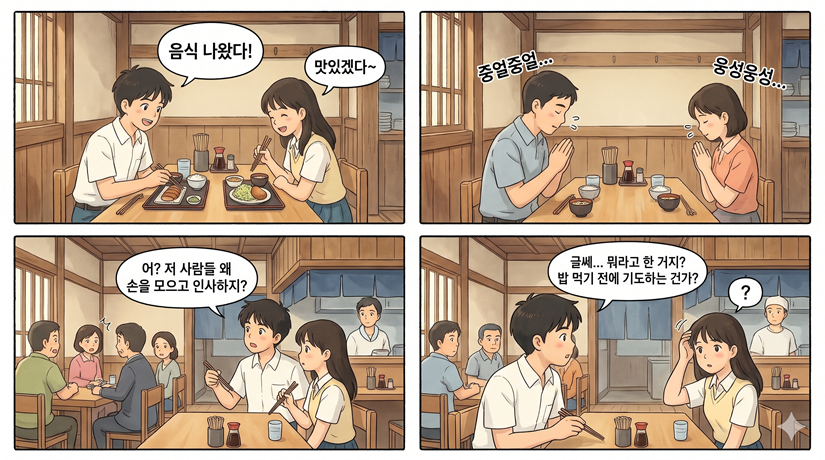 음식 나왔다!
맛있겠다~
중얼중얼...
웅성웅성...
어? 저 사람들 왜
손을 모으고 인사하지?
글쎄... 뭐라고 한 거지?
밥 먹기 전에 기도하는 건가?
?